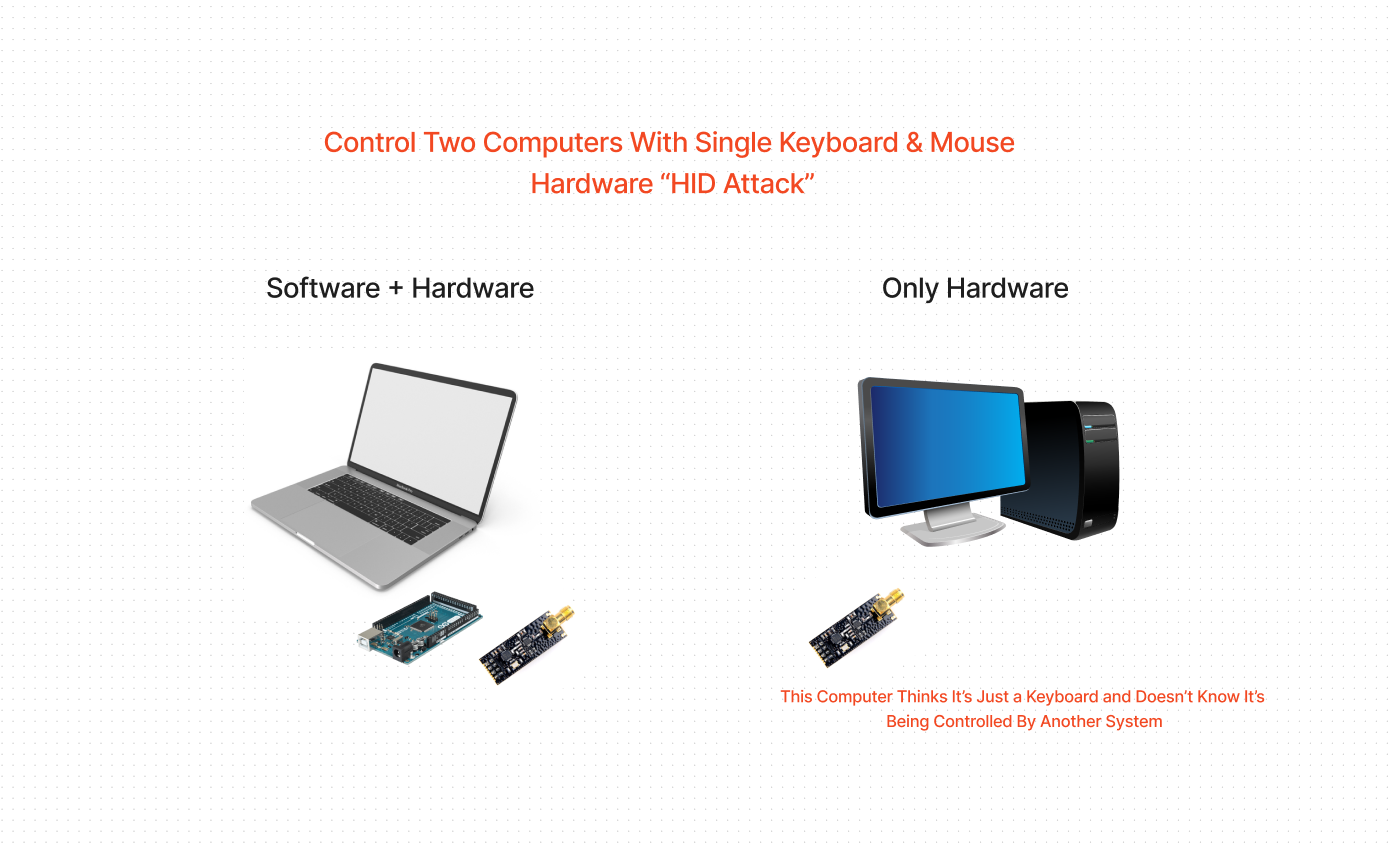 Control Two Computers With Single Keyboard & Mouse
Hardware “HID Attack”
Software + Hardware
Only Hardware
This Computer Thinks It’s Just a Keyboard and Doesn’t Know It’s
Being Controlled By Another System